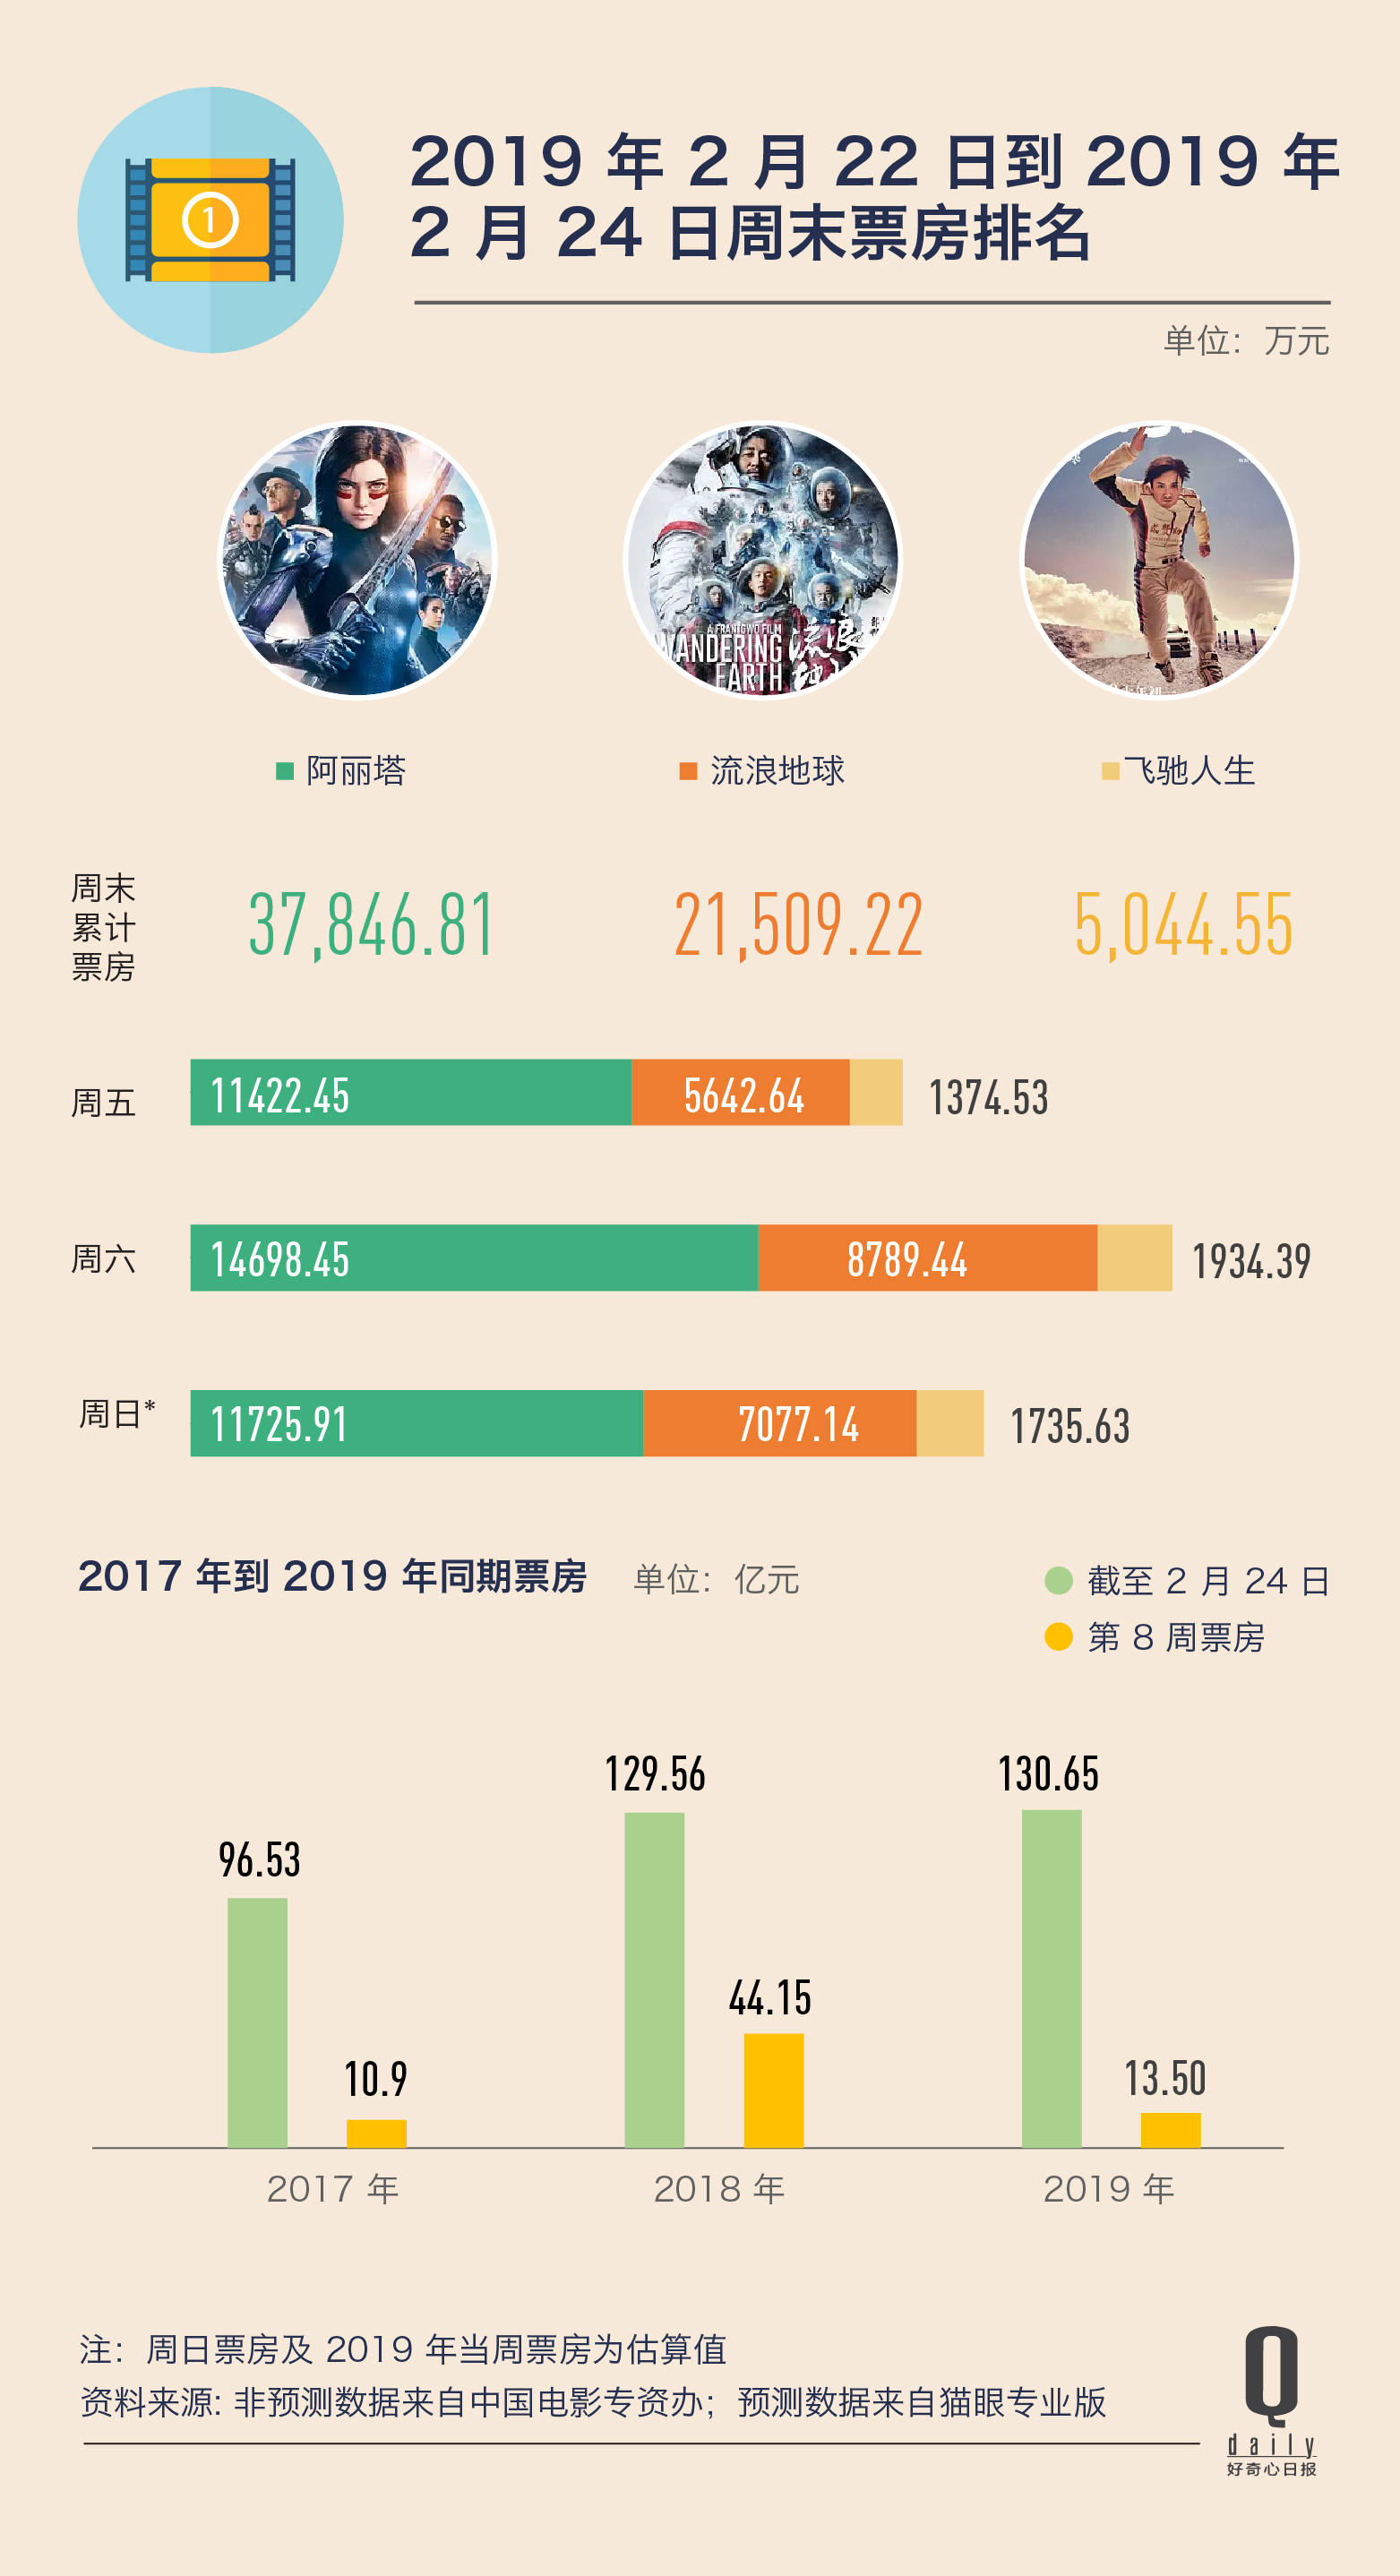 1
2019 年 2 月 22 日到 2019 年
2 月 24 日周末票房排名
单位：万元
A FRANT GWO FILM
WANDERING
EARTH
流浪
阿丽塔
流浪地球
飞驰人生
周末
累计
票房
37,846.81
21,509.22
5,044.55
周五
11422.45
5642.64
1374.53
周六
14698.45
8789.44
1934.39
周日*
11725.91
7077.14
1735.63
2017 年到 2019 年同期票房
单位：亿元
截至 2 月 24 日
第 8 周票房
96.53
10.9
129.56
44.15
130.65
13.50
2017 年
2018 年
2019 年
注：周日票房及 2019 年当周票房为估算值
资料来源: 非预测数据来自中国电影专资办；预测数据来自猫眼专业版
Q
daily
好奇心日报